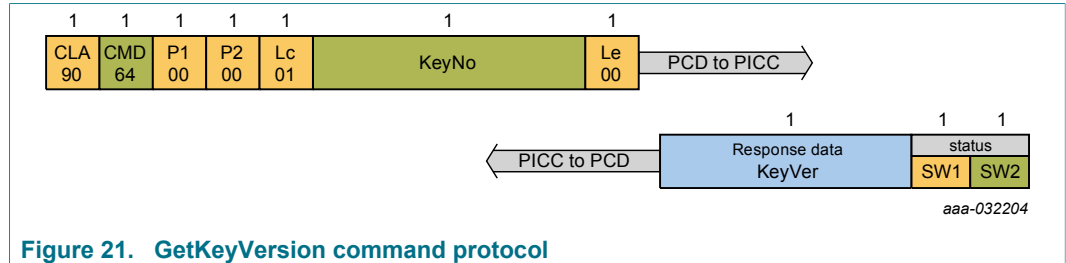 1 1 1 1 1 1 1
CLA CMD P1 P2 Lc KeyNo Le
90 64 00 00 01 00
PCD to PICC
1 1 1
Response data status
KeyVer SW1 SW2
PICC to PCD
aaa-032204
Figure 21. GetKeyVersion command protocol